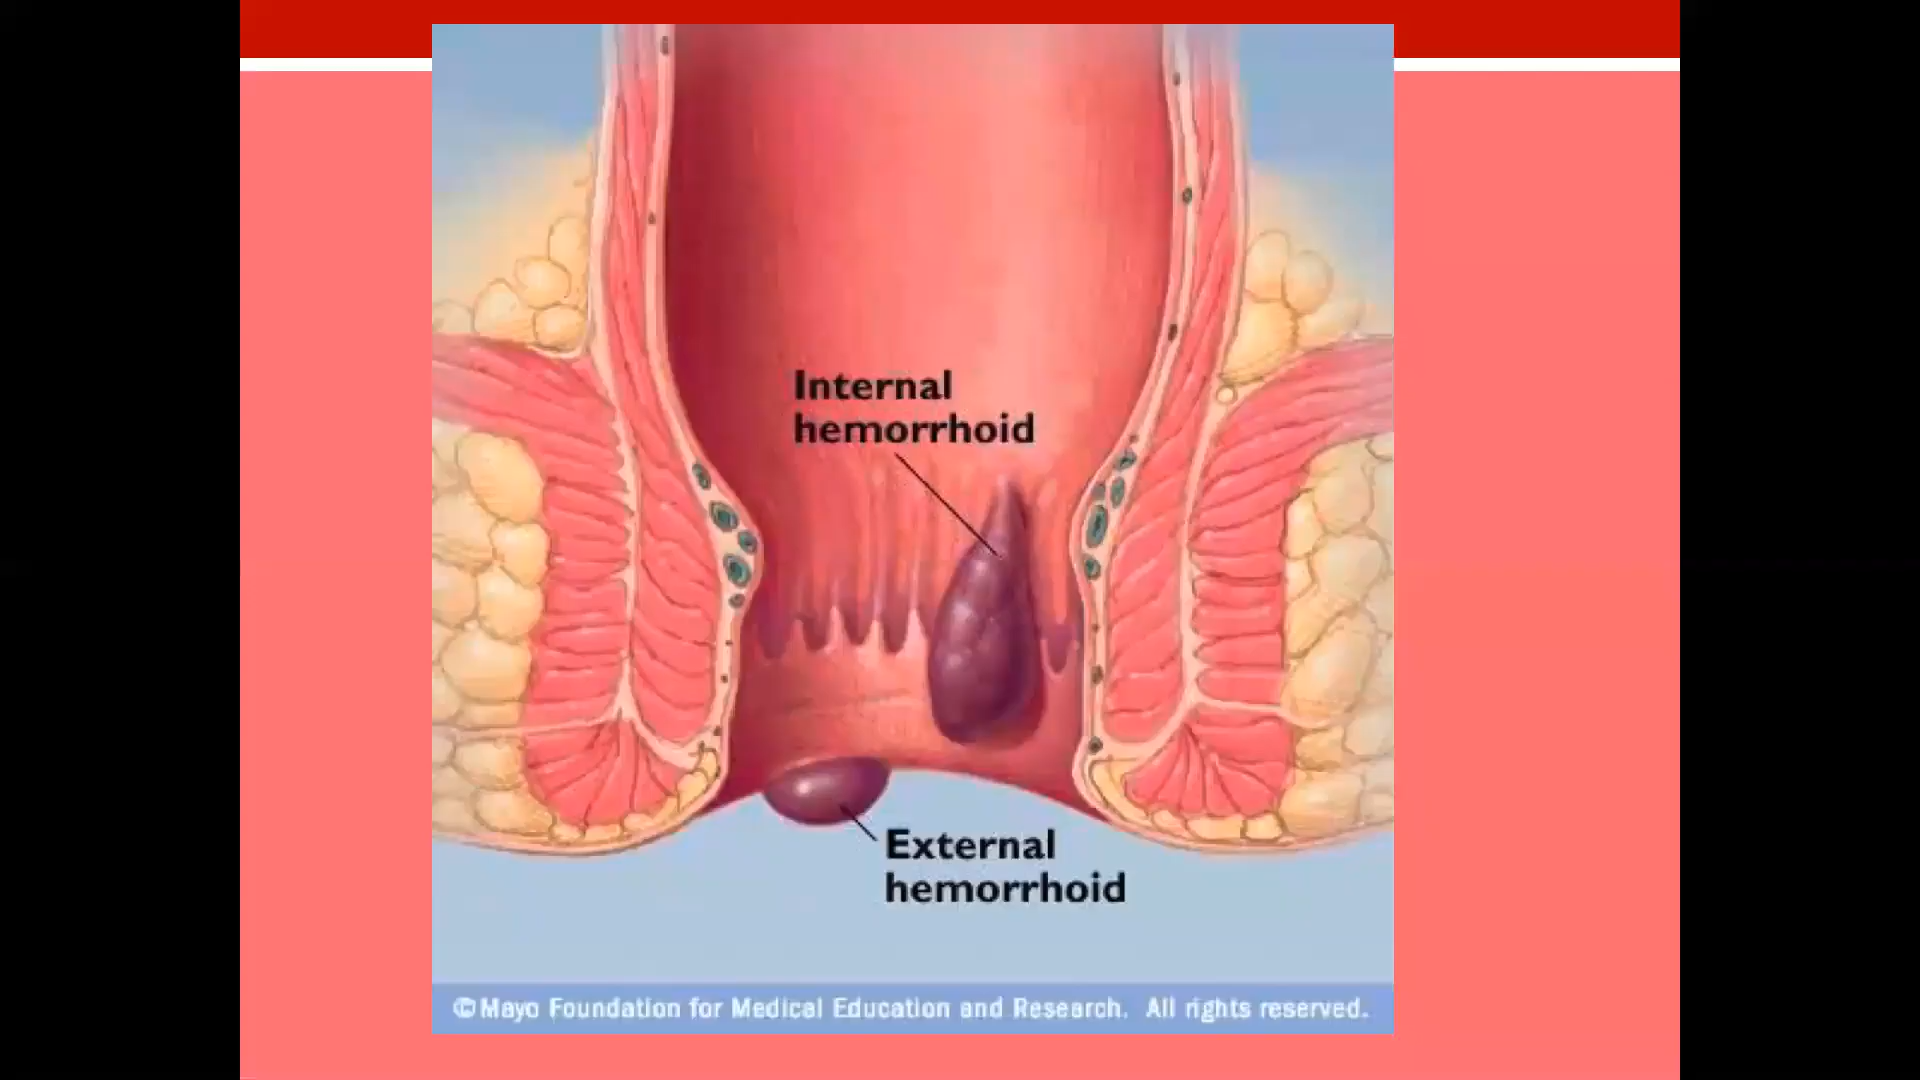 Internal
hemorrhoid
External
hemorrhoid
©Mayo Foundation for Medical Education and Research. All rights reserved.